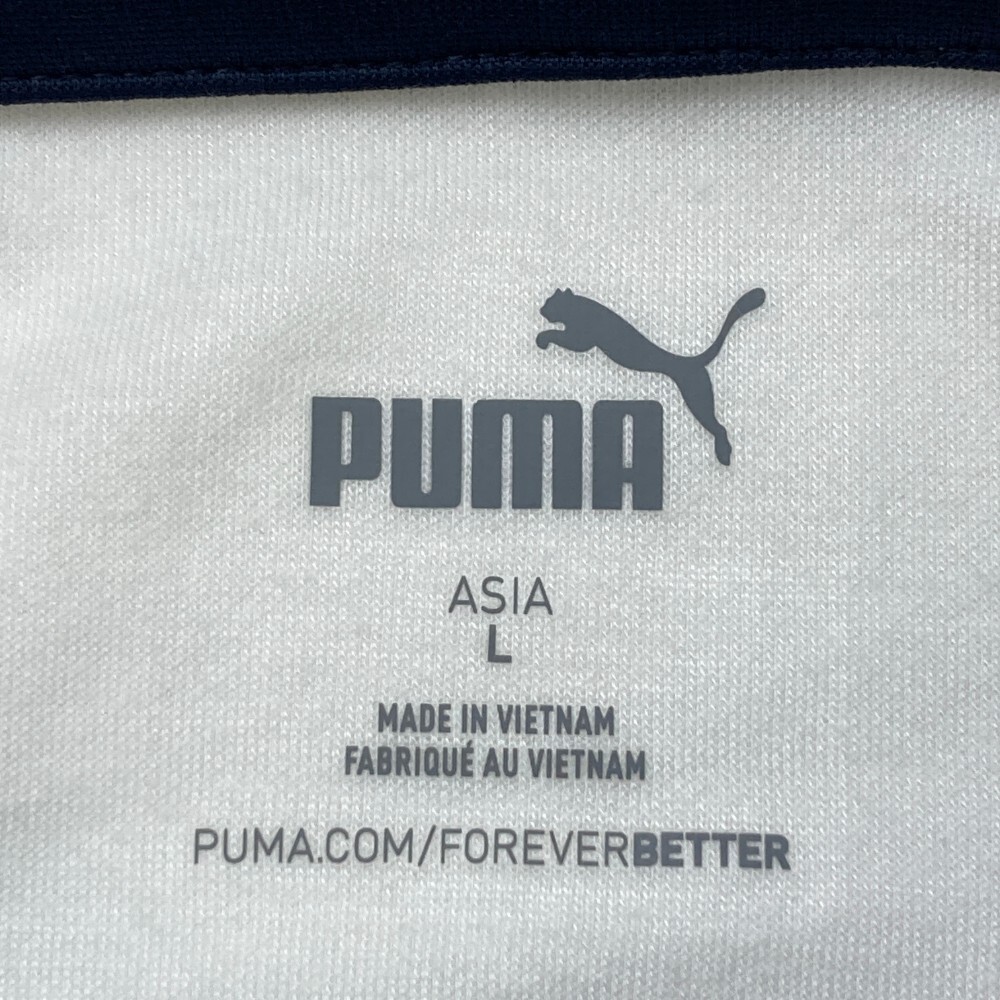 PUMA
ASIA
L
MADE IN VIETNAM
FABRIQUÉ AU VIETNAM
PUMA.COM/FOREVERBETTER